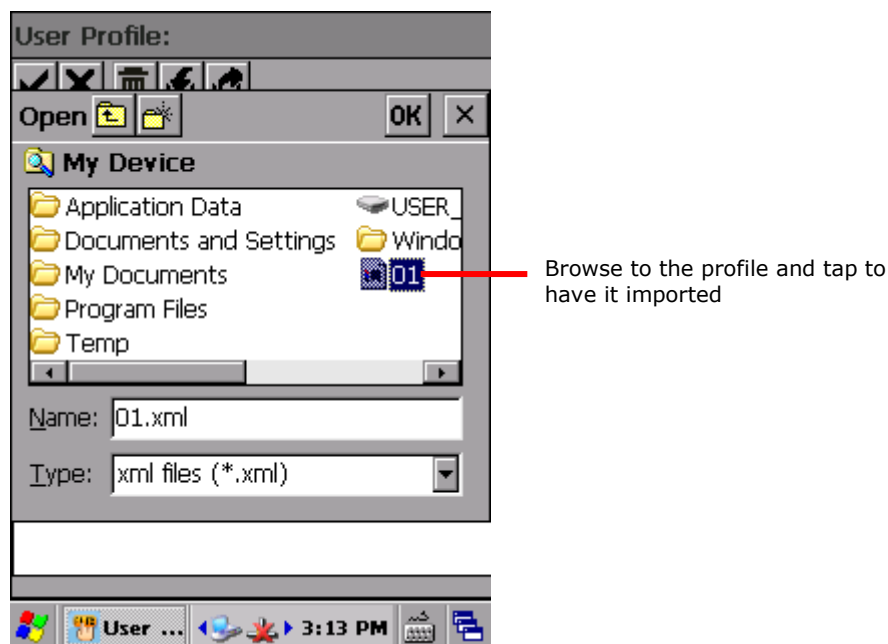 User Profile:
Open OK ×
My Device
Application Data
Documents and Settings
My Documents
Program Files
Temp
USER_
Windo
01
Browse to the profile and tap to
have it imported
Name: 01.xml
Type: xml files (*.xml)
User ... 3:13 PM